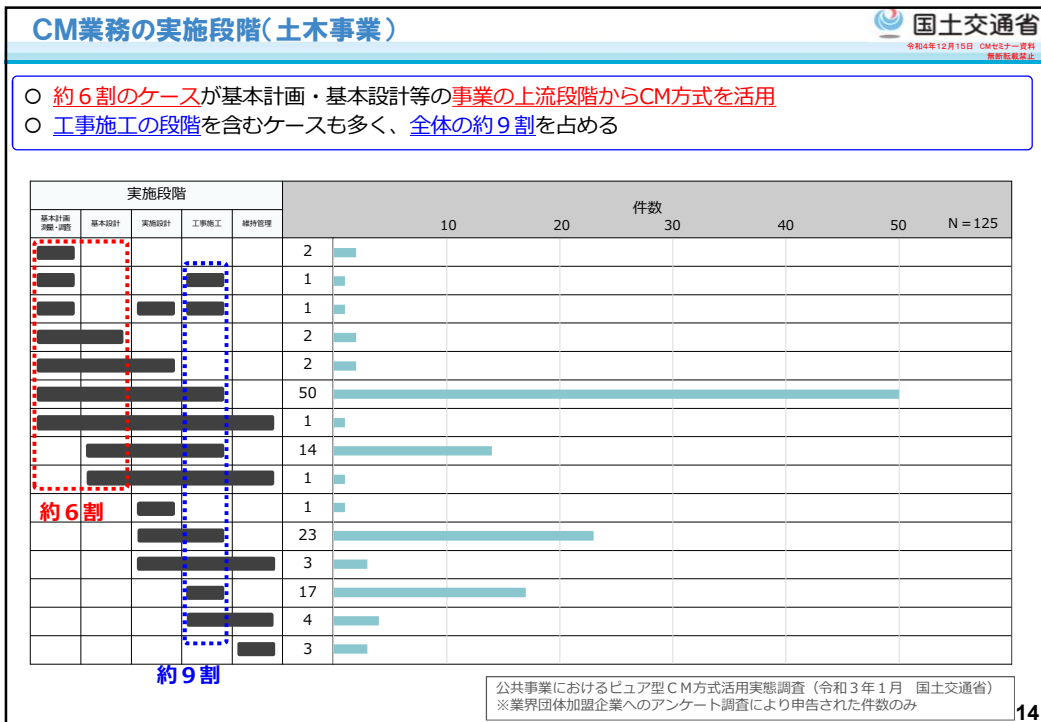 CM業務の実施段階(土木事業)
国土交通省
令和4年12月15日 CMセミナー資料
無断転載禁止
○ 約6割のケースが基本計画・基本設計等の事業の上流段階からCM方式を活用
○ 工事施工の段階を含むケースも多く、全体の約9割を占める
実施段階
件数
基本計画
測量・調査
基本設計
実施設計
工事施工
維持管理
10
20
30
40
50
N=125
2
1
1
2
2
50
1
14
1
1
23
3
17
4
3
約6割
約9割
公共事業におけるピュア型CM方式活用実態調査(令和3年1月 国土交通省)
※業界団体加盟企業へのアンケート調査により申告された件数のみ
14